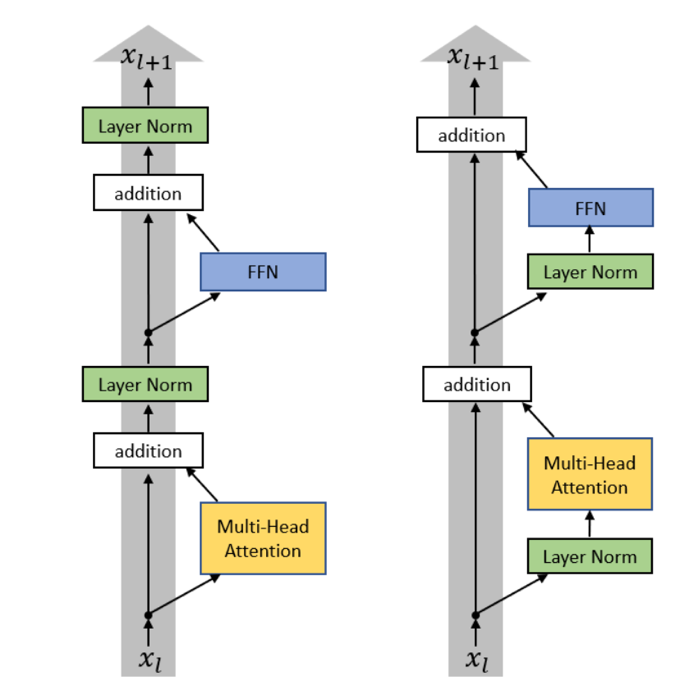 x_{l+1}
Layer Norm
addition
FFN
Layer Norm
addition
Multi-Head
Attention
x_l
x_{l+1}
addition
FFN
Layer Norm
addition
Multi-Head
Attention
Layer Norm
x_l